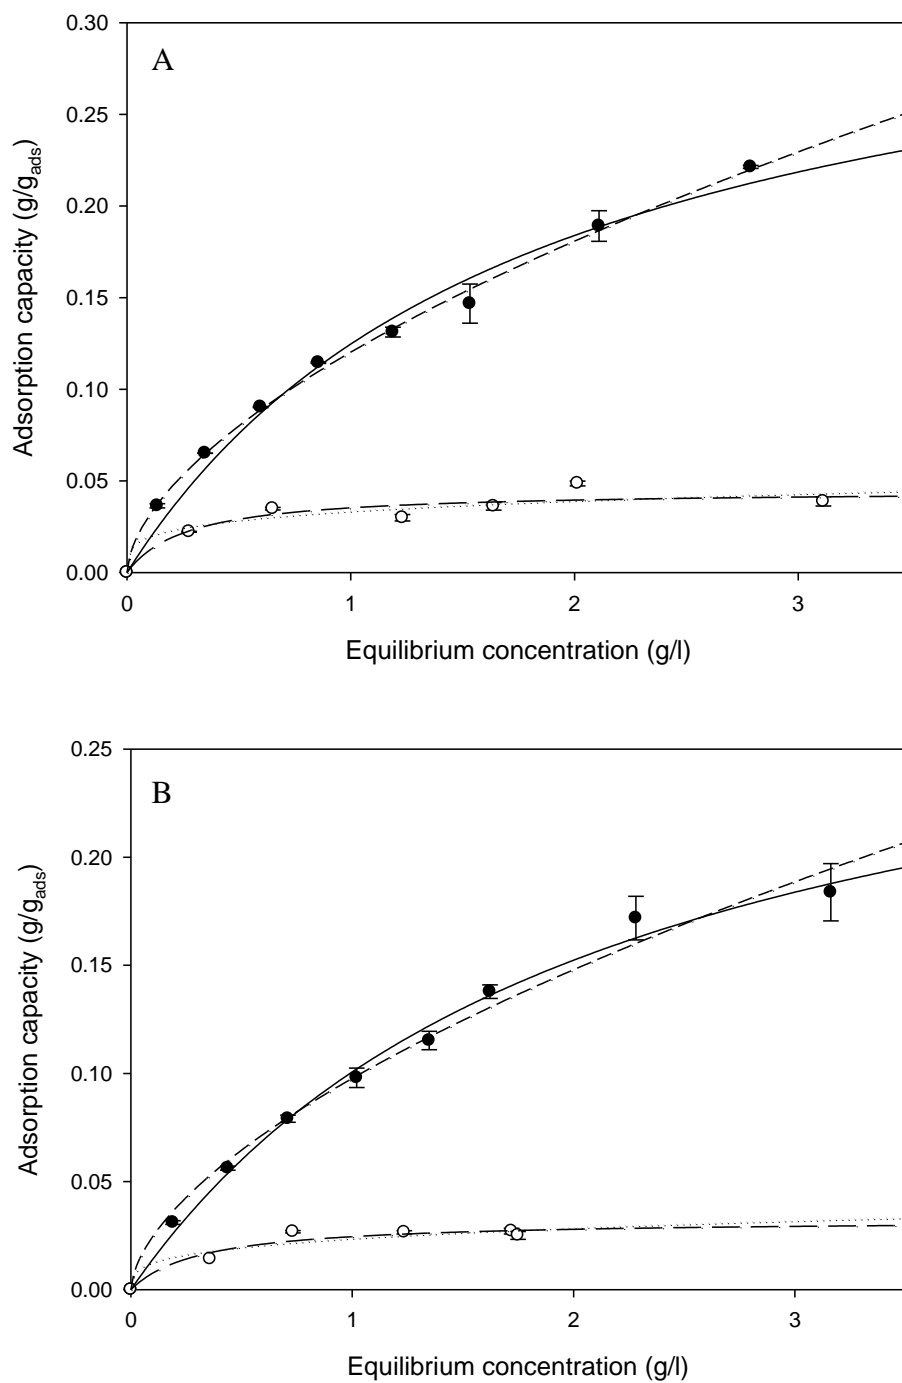 0.30
A
0.25
0.20
0.15
0.10
0.05
0.00
Adsorption capacity (g/g_ads)
0 1 2 3
Equilibrium concentration (g/l)
0.25
B
0.20
0.15
0.10
0.05
0.00
Adsorption capacity (g/g_ads)
0 1 2 3
Equilibrium concentration (g/l)